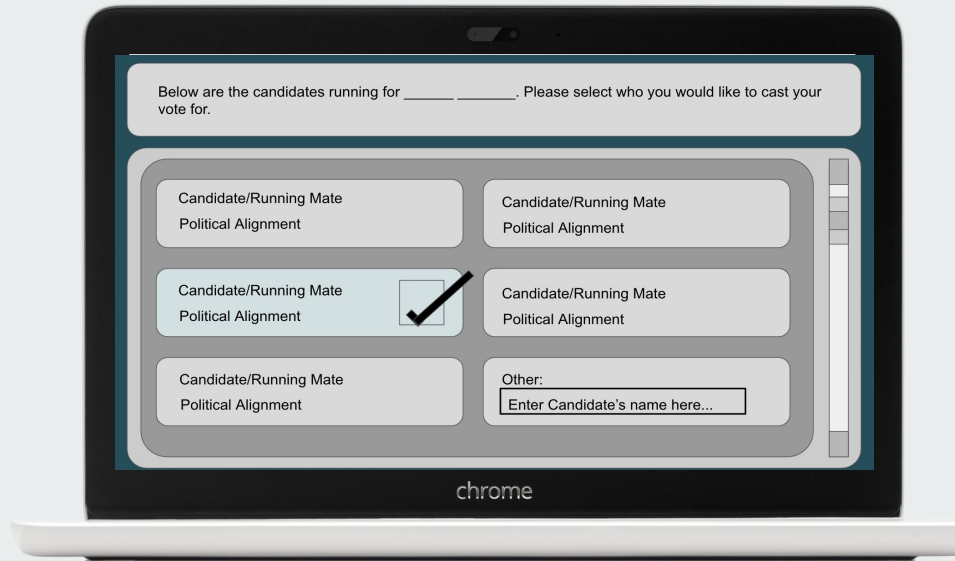 Below are the candidates running for ______ _______. Please select who you would like to cast your
vote for.
Candidate/Running Mate
Political Alignment
Candidate/Running Mate
Political Alignment
Candidate/Running Mate
Political Alignment
Candidate/Running Mate
Political Alignment
Candidate/Running Mate
Political Alignment
Other:
Enter Candidate’s name here...
chrome